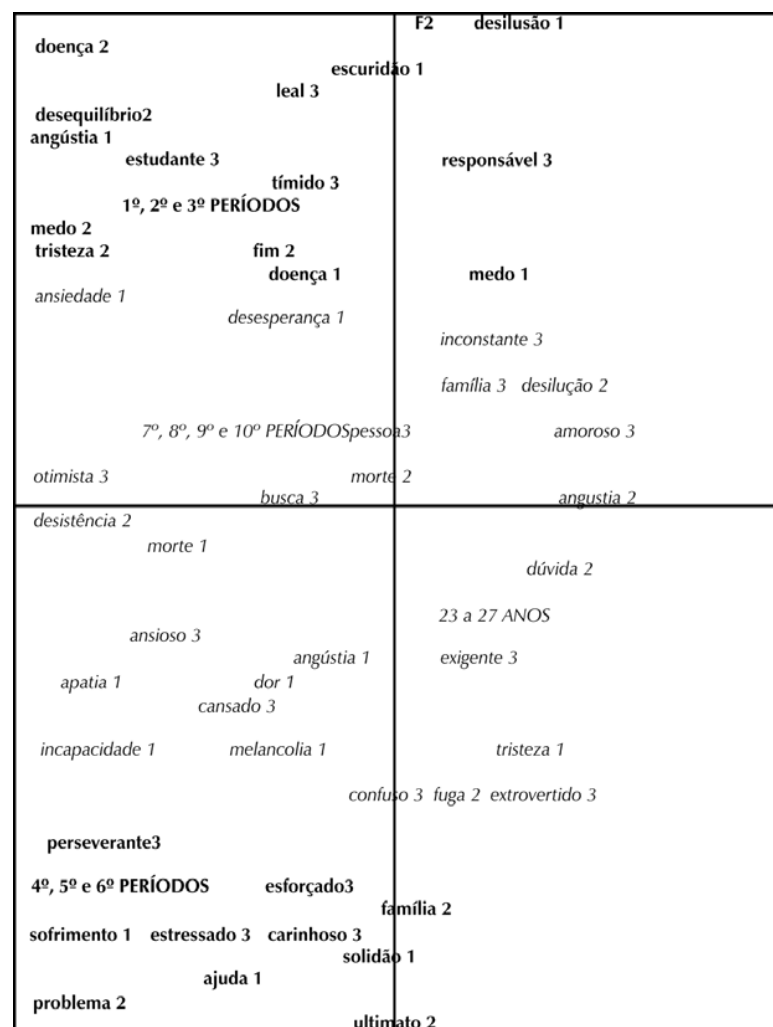 F2 desilusão 1
doença 2
escuridão 1
leal 3
desequilíbrio2
angústia 1
estudante 3 responsável 3
tímido 3
1º, 2º e 3º PERÍODOS
medo 2
tristeza 2 fim 2
doença 1 medo 1
ansiedade 1
desesperança 1
inconstante 3
família 3 desilução 2
7º, 8º, 9º e 10º PERÍODOSpessoa3 amoroso 3
otimista 3 morte 2
busca 3 angustia 2
desistência 2
morte 1
dúvida 2
23 a 27 ANOS
ansioso 3
angústia 1 exigente 3
apatia 1 dor 1
cansado 3
incapacidade 1 melancolia 1 tristeza 1
confuso 3 fuga 2 extrovertido 3
perseverante3
4º, 5º e 6º PERÍODOS esforçado3
família 2
sofrimento 1 estressado 3 carinhoso 3
solidão 1
ajuda 1
problema 2
ultimato 2